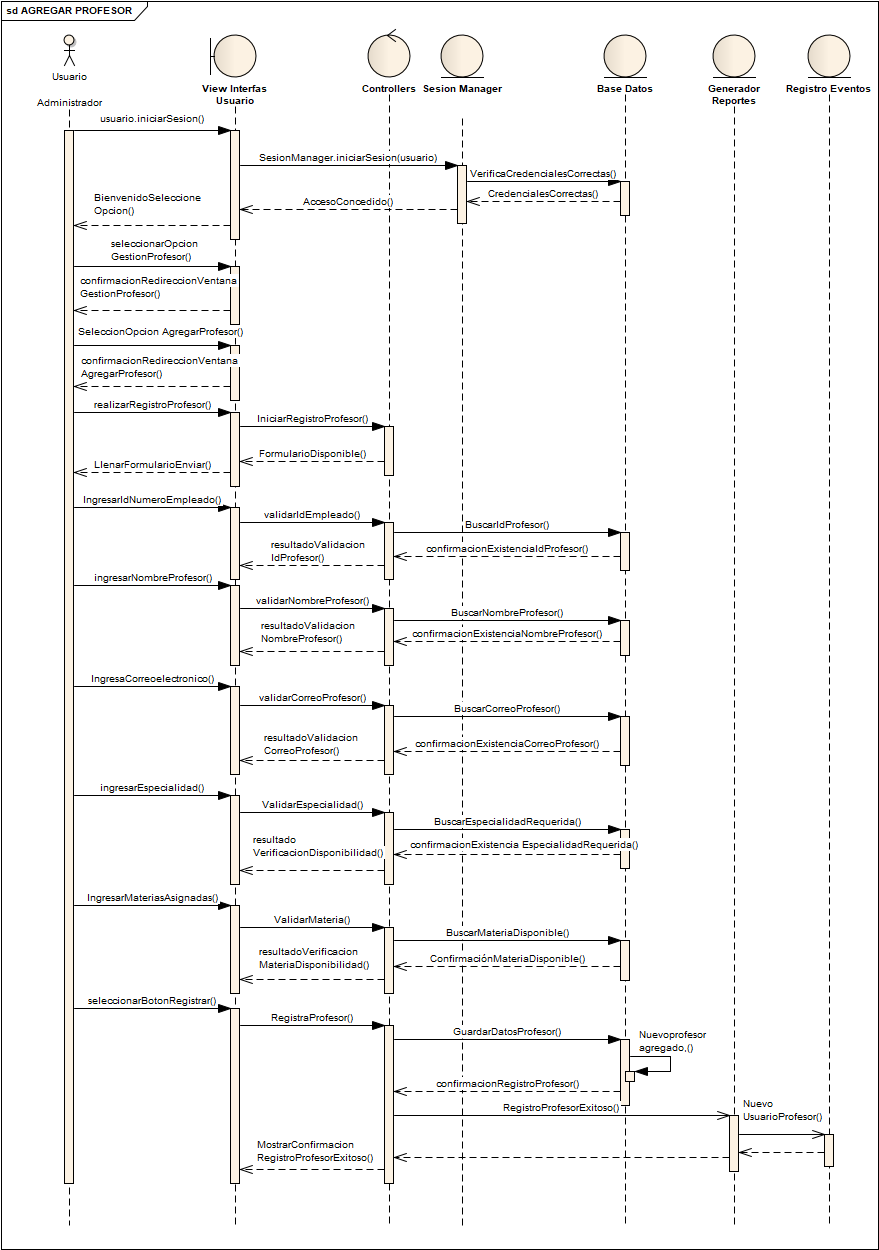 sd AGREGAR PROFESOR
Usuario
Administrador
View Interfas
Usuario
Controllers
Sesion Manager
Base Datos
Generador
Reportes
Registro Eventos
usuario.iniciarSesion()
SesionManager.iniciarSesion(usuario)
VerificaCredencialesCorrectas()
CredencialesCorrectas()
AccesoConcedido()
BienvenidoSeleccione
Opcion()
seleccionarOpcion
GestionProfesor()
confirmacionRedireccionVentana
GestionProfesor()
SeleccionOpcion AgregarProfesor()
confirmacionRedireccionVentana
AgregarProfesor()
realizarRegistroProfesor()
IniciarRegistroProfesor()
FormularioDisponible()
LlenarFormularioEnviar()
IngresarIdNumeroEmpleado()
validarIdEmpleado()
BuscarIdProfesor()
confirmacionExistenciaIdProfesor()
resultadoValidacion
IdProfesor()
ingresarNombreProfesor()
validarNombreProfesor()
BuscarNombreProfesor()
confirmacionExistenciaNombreProfesor()
resultadoValidacion
NombreProfesor()
IngresaCorreoelectronico()
validarCorreoProfesor()
BuscarCorreoProfesor()
confirmacionExistenciaCorreoProfesor()
resultadoValidacion
CorreoProfesor()
ingresarEspecialidad()
ValidarEspecialidad()
BuscarEspecialidadRequerida()
confirmacionExistencia EspecialidadRequerida()
resultado
VerificacionDisponibilidad()
IngresarMateriasAsignadas()
ValidarMateria()
BuscarMateriaDisponible()
ConfirmaciónMateriaDisponible()
resultadoVerificacion
MateriaDisponibilidad()
seleccionarBotonRegistrar()
RegistraProfesor()
GuardarDatosProfesor()
Nuevoprofesor
agregado,()
confirmacionRegistroProfesor()
RegistroProfesorExitoso()
Nuevo
UsuarioProfesor()
MostrarConfirmacion
RegistroProfesorExitoso()